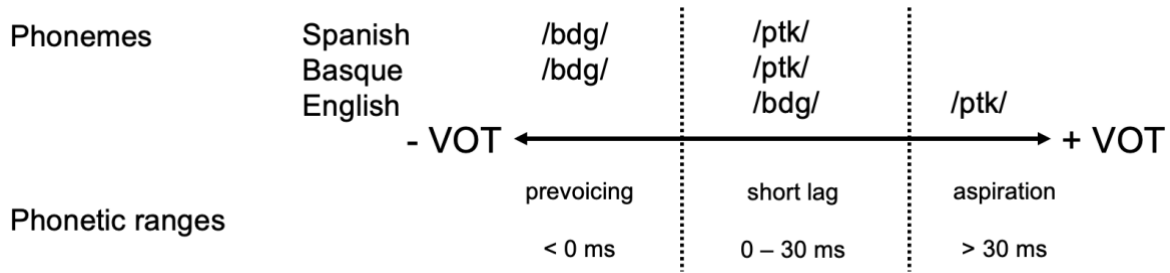 Phonemes Spanish /bdg/ /ptk/
Basque /bdg/ /ptk/
English /bdg/ /ptk/
- VOT + VOT
prevoicing short lag aspiration
Phonetic ranges
< 0 ms 0 – 30 ms > 30 ms